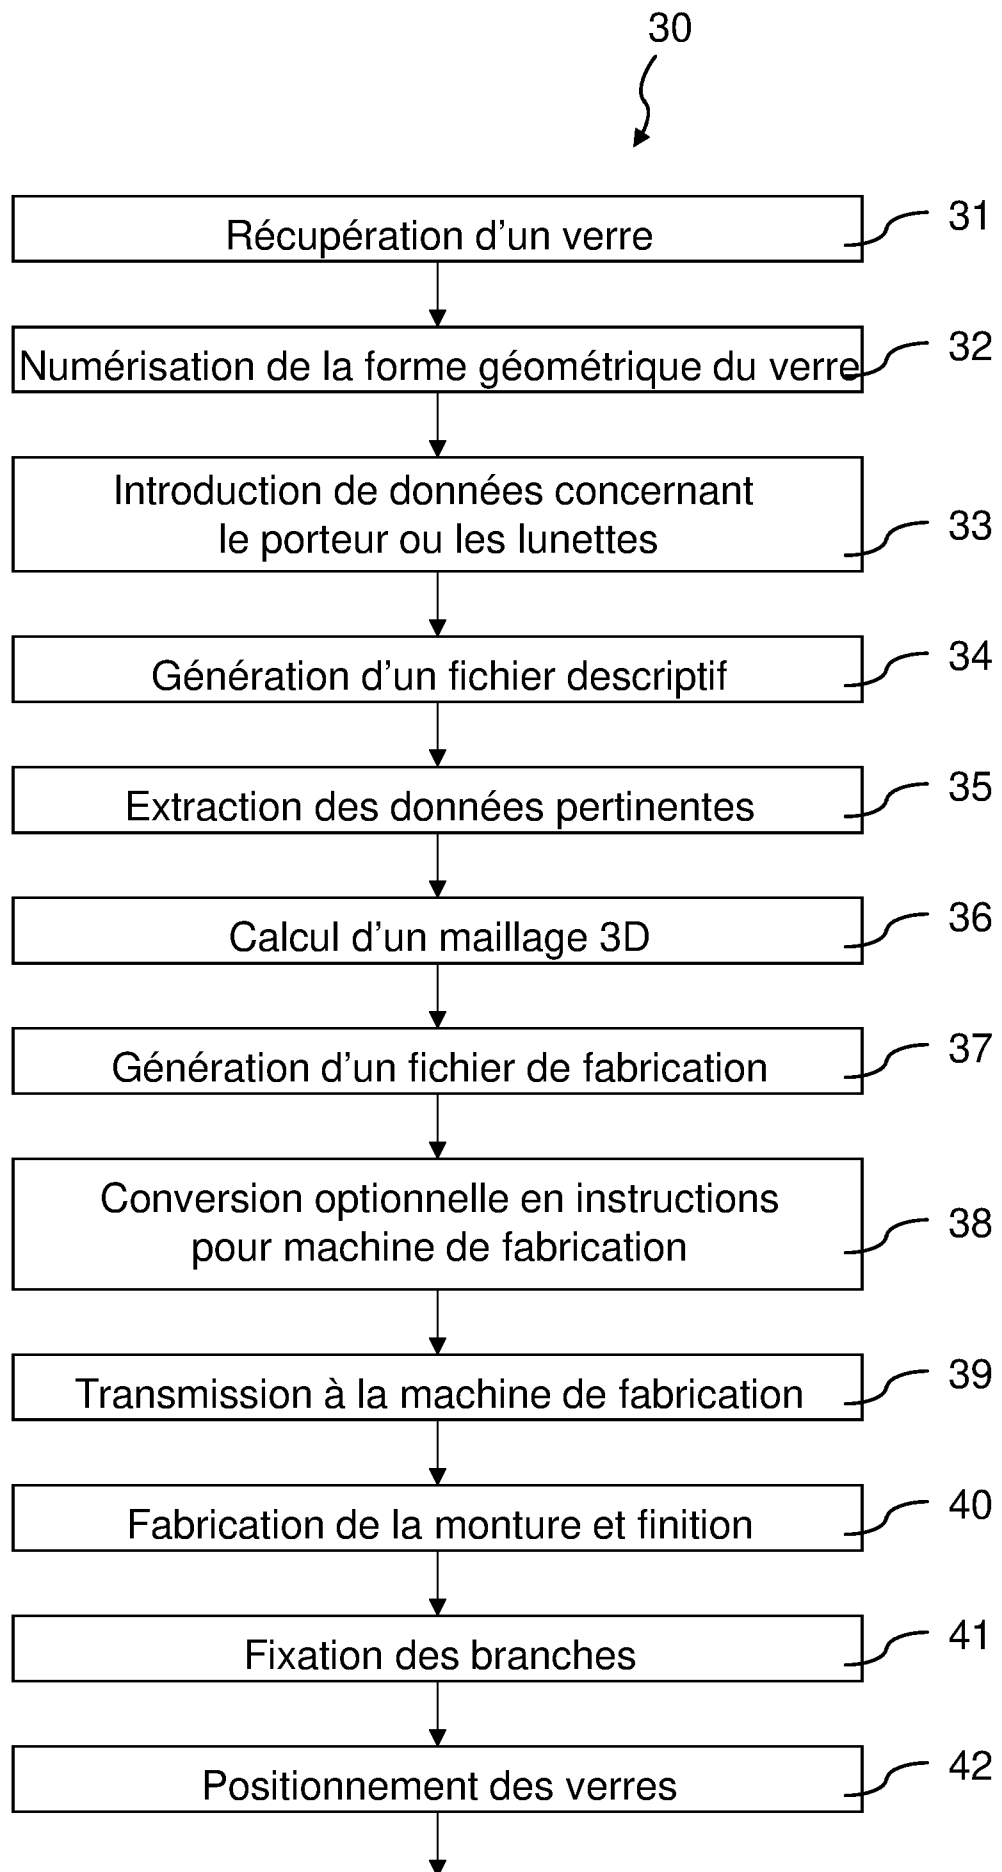 30
Récupération d'un verre
31
Numérisation de la forme géométrique du verre
32
Introduction de données concernant
le porteur ou les lunettes
33
Génération d'un fichier descriptif
34
Extraction des données pertinentes
35
Calcul d'un maillage 3D
36
Génération d'un fichier de fabrication
37
Conversion optionnelle en instructions
pour machine de fabrication
38
Transmission à la machine de fabrication
39
Fabrication de la monture et finition
40
Fixation des branches
41
Positionnement des verres
42